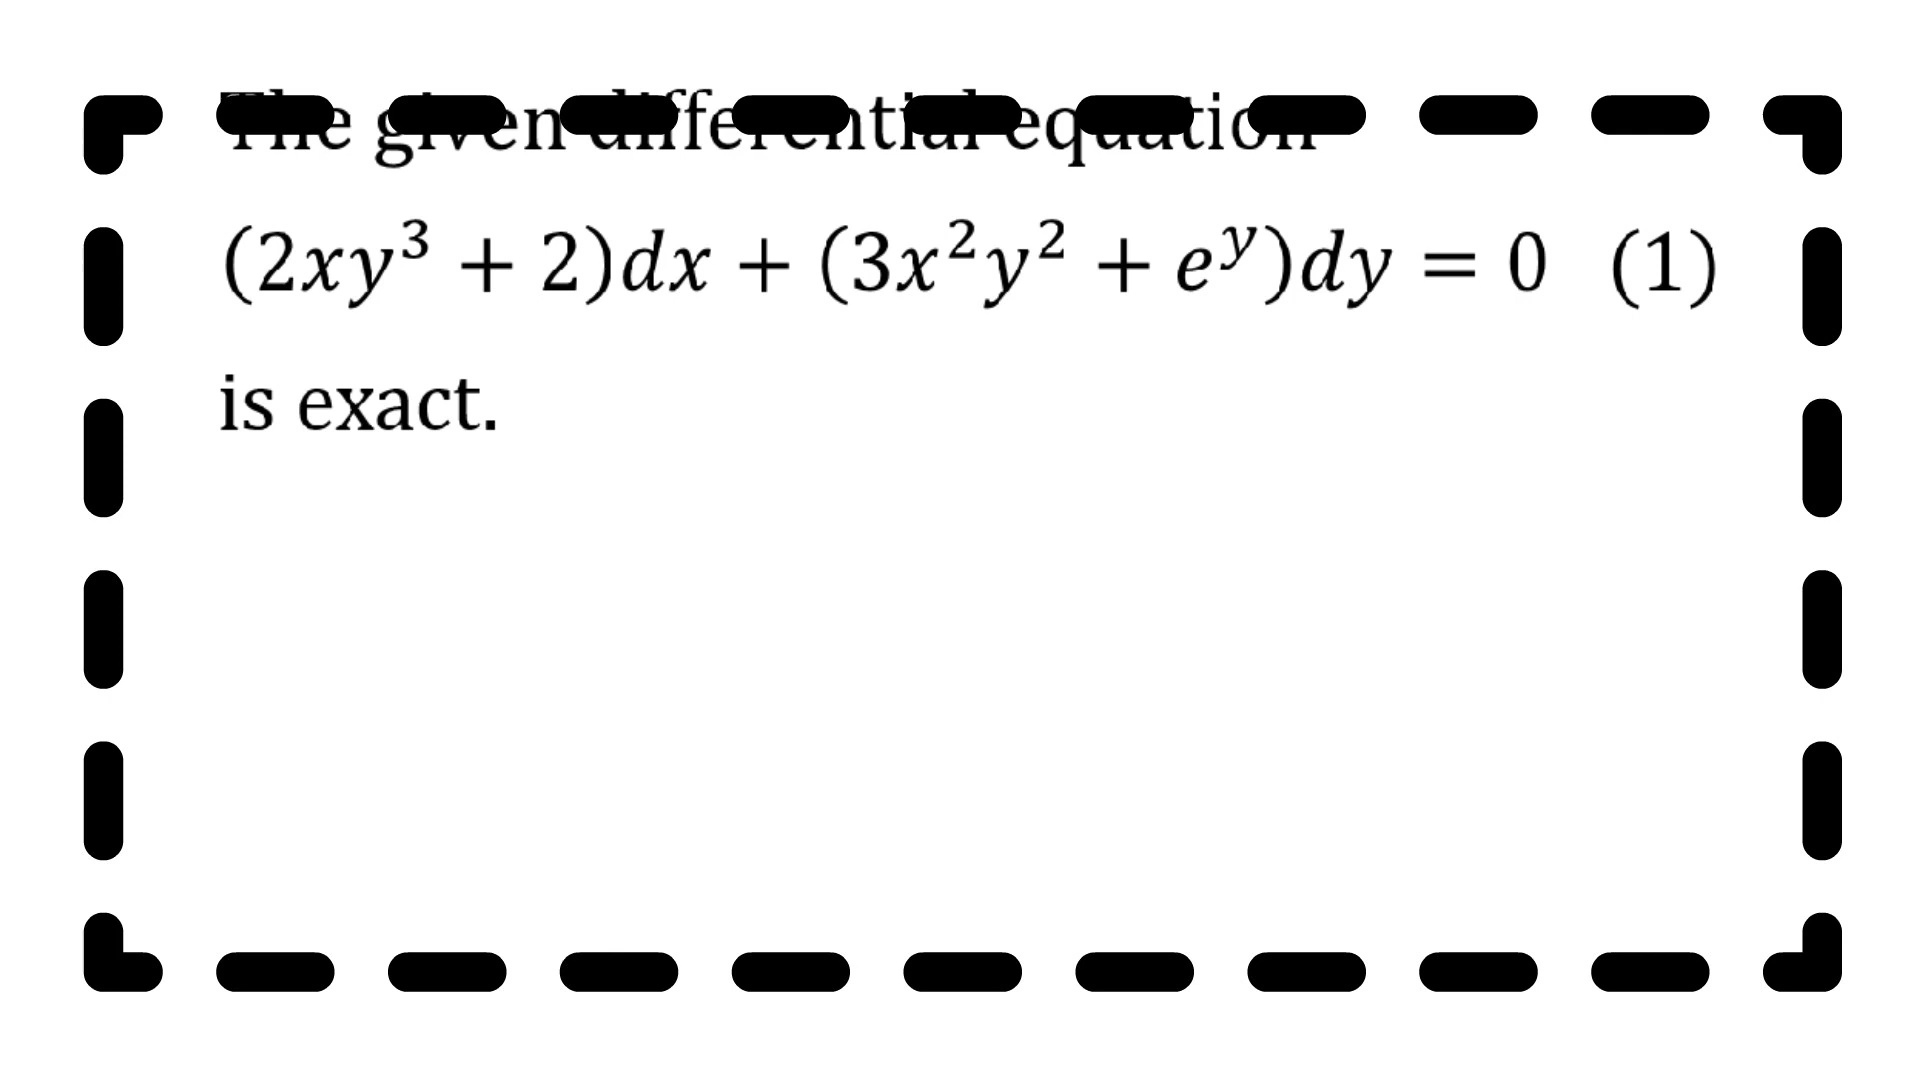 The given differential equation
(2xy³ + 2)dx + (3x²y² + eʸ)dy = 0 (1)
is exact.